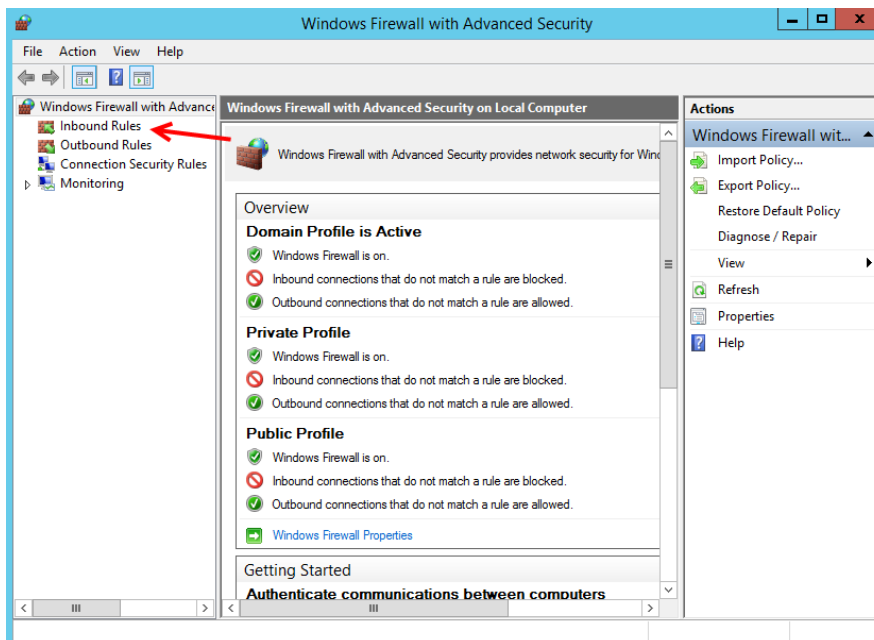 Windows Firewall with Advanced Security
File Action View Help
Windows Firewall with Advance
Inbound Rules
Outbound Rules
Connection Security Rules
Monitoring
Windows Firewall with Advanced Security on Local Computer
Windows Firewall with Advanced Security provides network security for Wind
Overview
Domain Profile is Active
Windows Firewall is on.
Inbound connections that do not match a rule are blocked.
Outbound connections that do not match a rule are allowed.
Private Profile
Windows Firewall is on.
Inbound connections that do not match a rule are blocked.
Outbound connections that do not match a rule are allowed.
Public Profile
Windows Firewall is on.
Inbound connections that do not match a rule are blocked.
Outbound connections that do not match a rule are allowed.
Windows Firewall Properties
Getting Started
Authenticate communications between computers
Actions
Windows Firewall wit...
Import Policy...
Export Policy...
Restore Default Policy
Diagnose / Repair
View
Refresh
Properties
Help